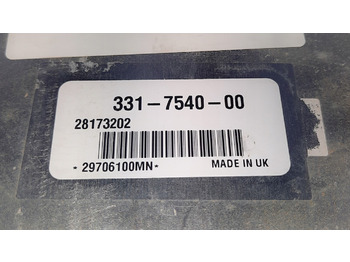 331-7540-00
28173202
- 29706100MN -
MADE IN UK